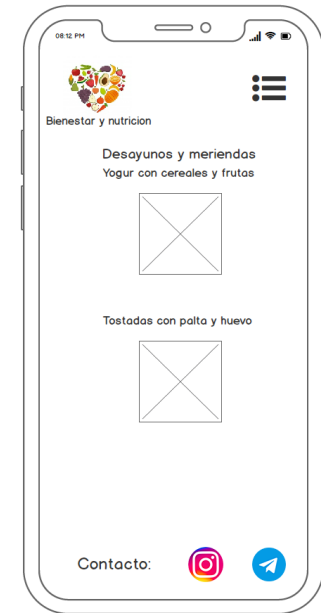 08:12 PM
Bienestar y nutricion
Desayunos y meriendas
Yogur con cereales y frutas
Tostadas con palta y huevo
Contacto: